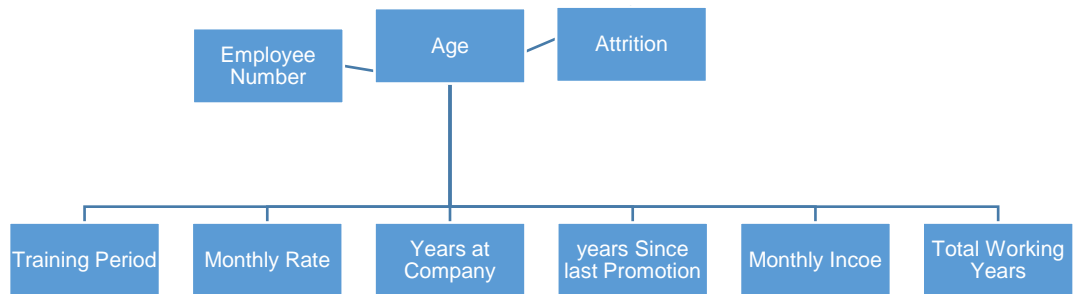 Employee
Number
Age
Attrition
Training Period
Monthly Rate
Years at
Company
years Since
last Promotion
Monthly Incoe
Total Working
Years